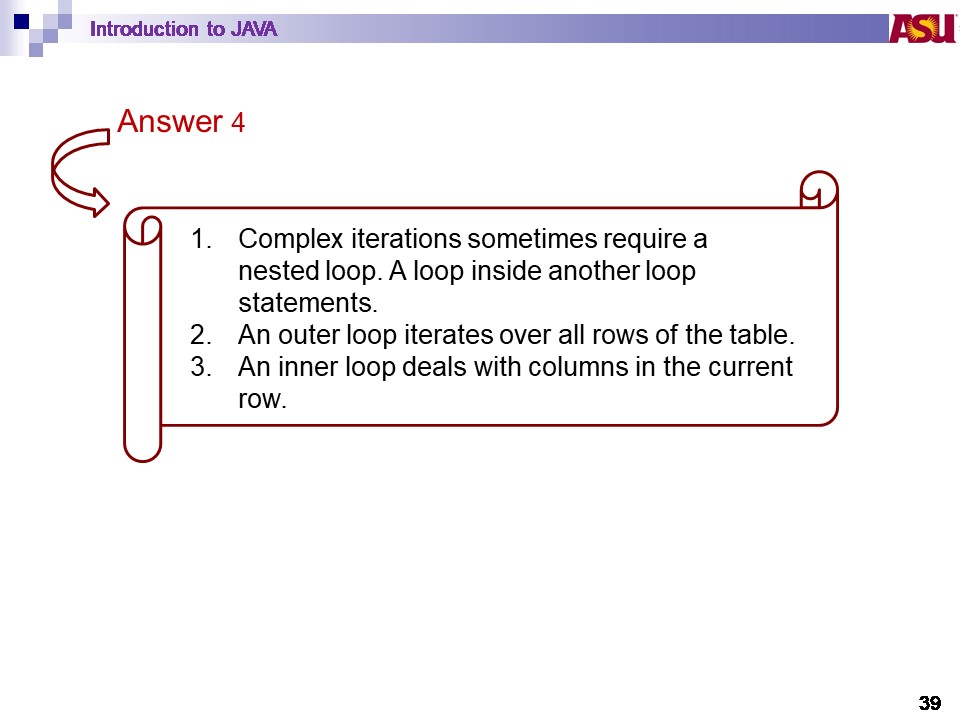 Introduction to JAVA
ASU
Answer 4
1. Complex iterations sometimes require a
nested loop. A loop inside another loop
statements.
2. An outer loop iterates over all rows of the table.
3. An inner loop deals with columns in the current
row.
39